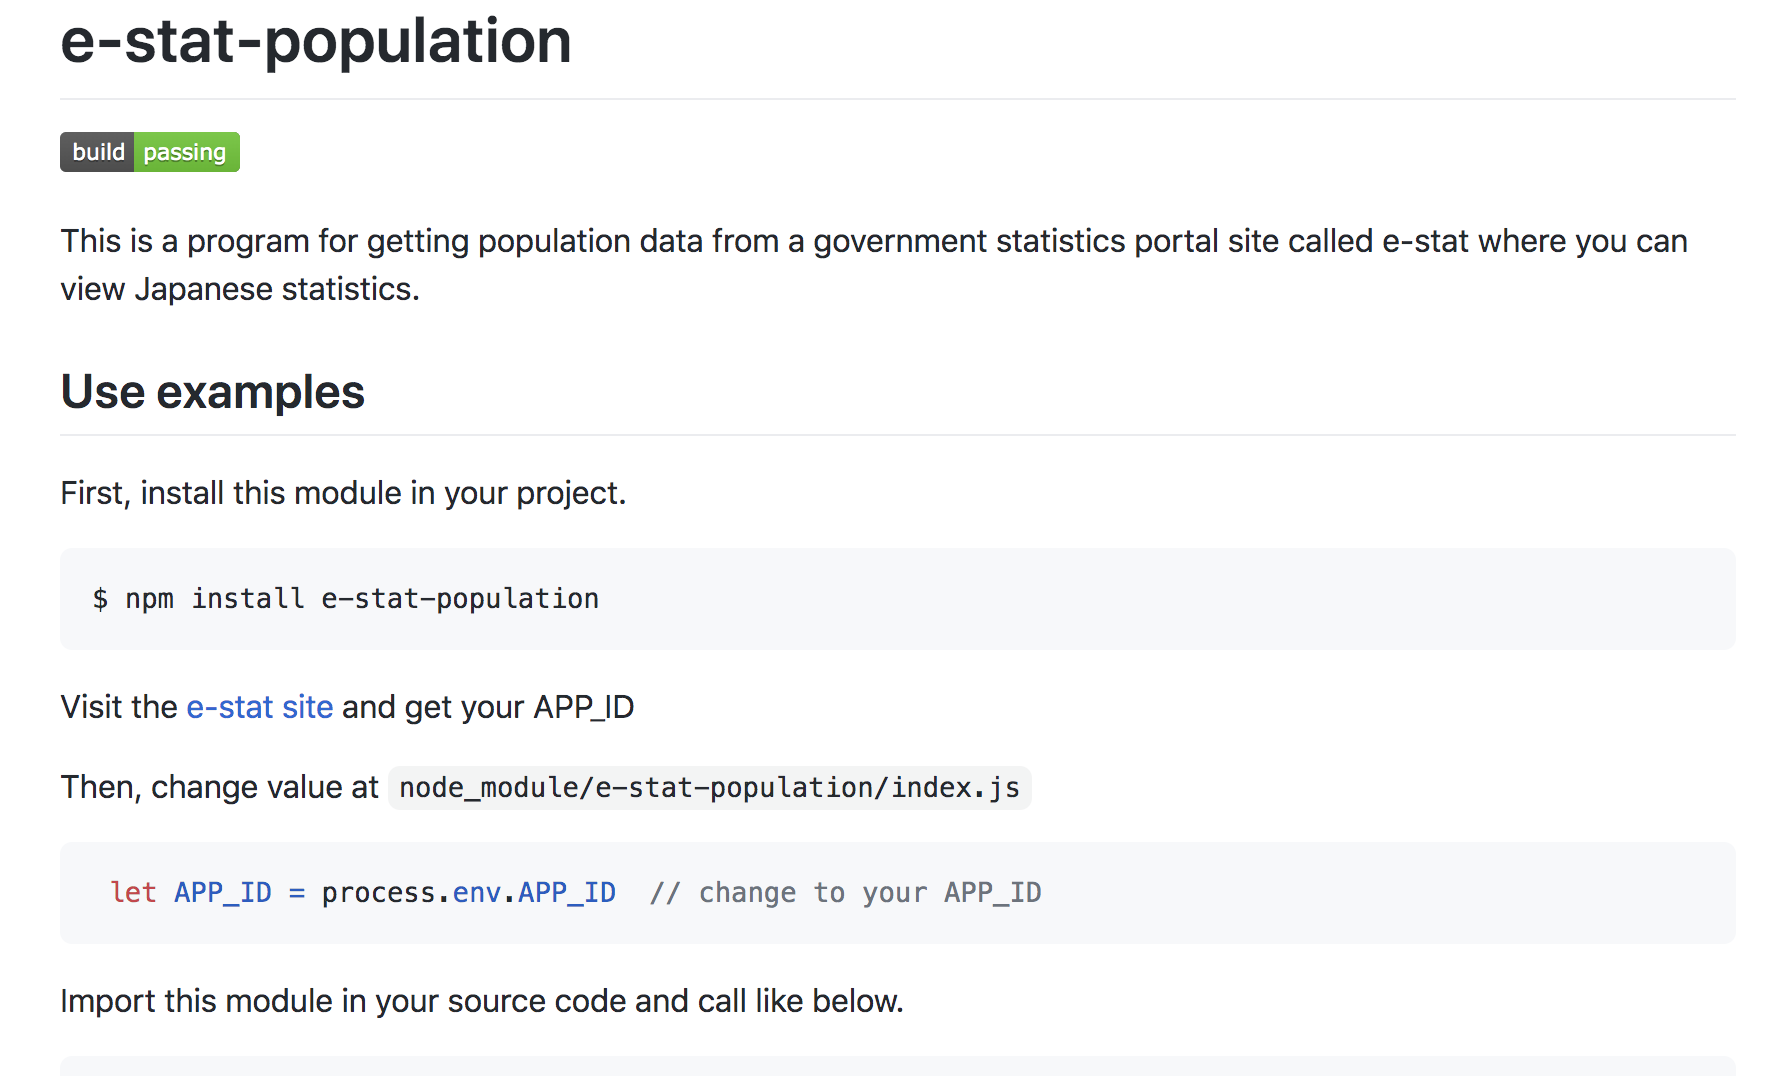 e-stat-population
build passing
This is a program for getting population data from a government statistics portal site called e-stat where you can
view Japanese statistics.
Use examples
First, install this module in your project.
$ npm install e-stat-population
Visit the e-stat site and get your APP_ID
Then, change value at node_module/e-stat-population/index.js
let APP_ID = process.env.APP_ID  // change to your APP_ID
Import this module in your source code and call like below.